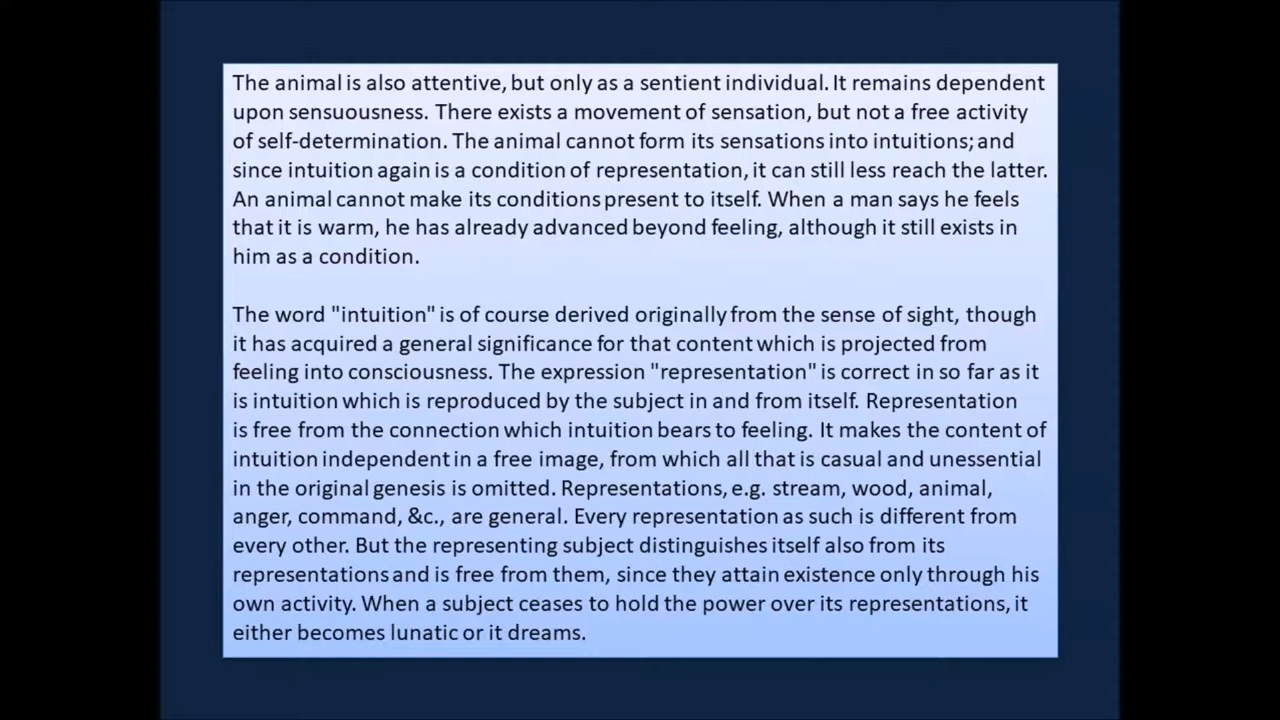 The animal is also attentive, but only as a sentient individual. It remains dependent
upon sensuousness. There exists a movement of sensation, but not a free activity
of self-determination. The animal cannot form its sensations into intuitions; and
since intuition again is a condition of representation, it can still less reach the latter.
An animal cannot make its conditions present to itself. When a man says he feels
that it is warm, he has already advanced beyond feeling, although it still exists in
him as a condition.
The word "intuition" is of course derived originally from the sense of sight, though
it has acquired a general significance for that content which is projected from
feeling into consciousness. The expression "representation" is correct in so far as it
is intuition which is reproduced by the subject in and from itself. Representation
is free from the connection which intuition bears to feeling. It makes the content of
intuition independent in a free image, from which all that is casual and unessential
in the original genesis is omitted. Representations, e.g. stream, wood, animal,
anger, command, &c., are general. Every representation as such is different from
every other. But the representing subject distinguishes itself also from its
representations and is free from them, since they attain existence only through his
own activity. When a subject ceases to hold the power over its representations, it
either becomes lunatic or it dreams.